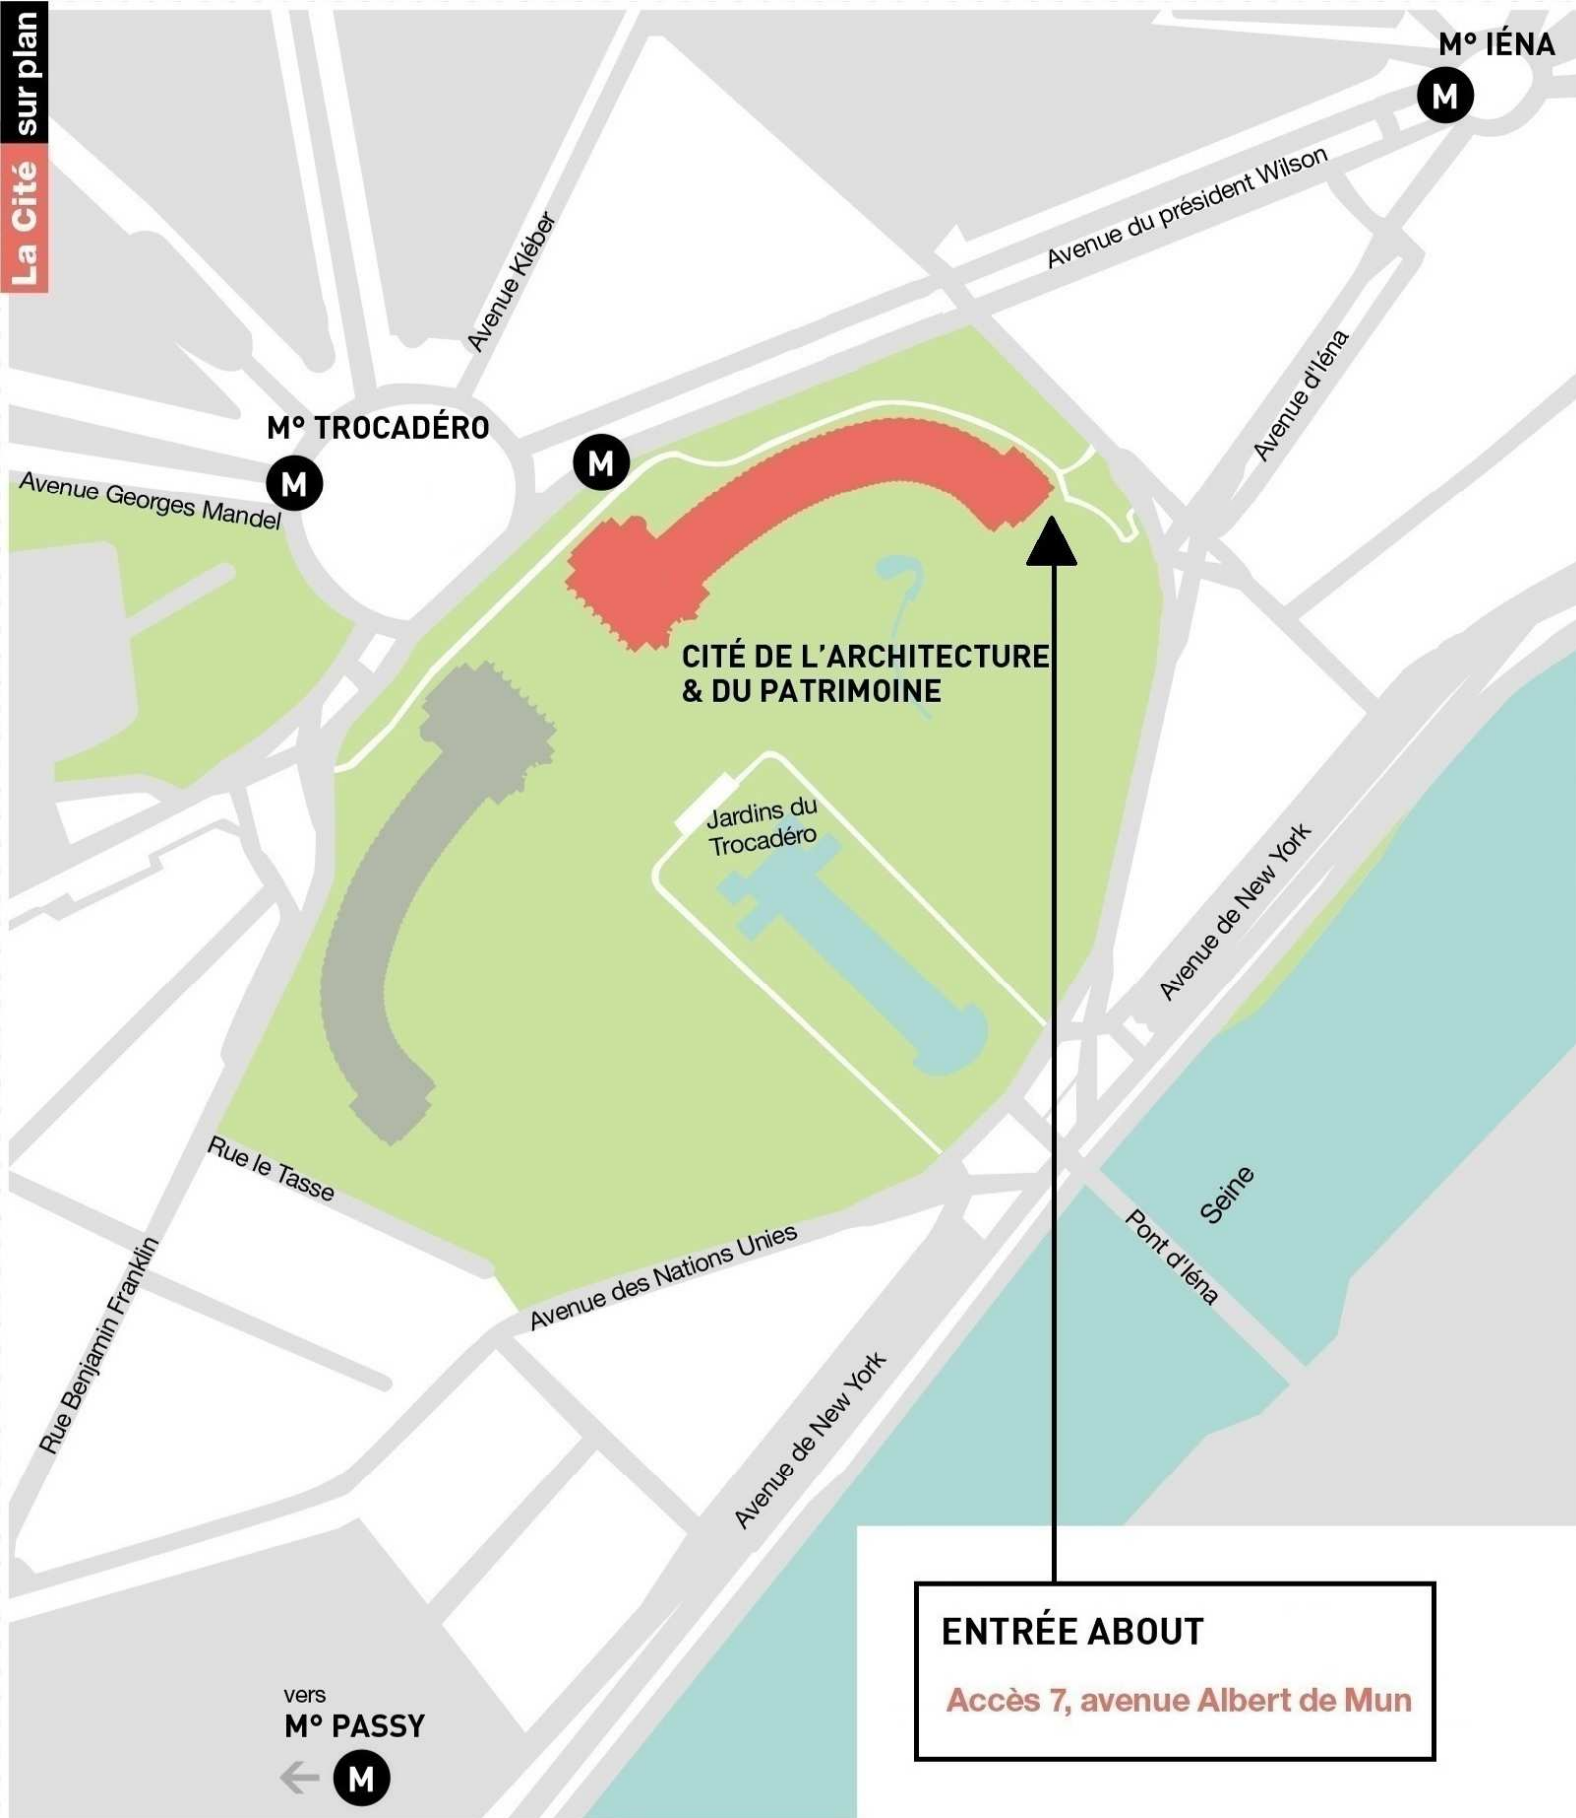 La Cité sur plan
M° IÉNA
M
Avenue du président Wilson
Avenue Kléber
Avenue d'Iéna
M° TROCADÉRO
M
M
Avenue Georges Mandel
CITÉ DE L'ARCHITECTURE
& DU PATRIMOINE
Jardins du
Trocadéro
Avenue de New York
Rue le Tasse
Seine
Pont d'Iéna
Avenue des Nations Unies
Rue Benjamin Franklin
Avenue de New York
ENTRÉE ABOUT
Accès 7, avenue Albert de Mun
vers
M° PASSY
← M